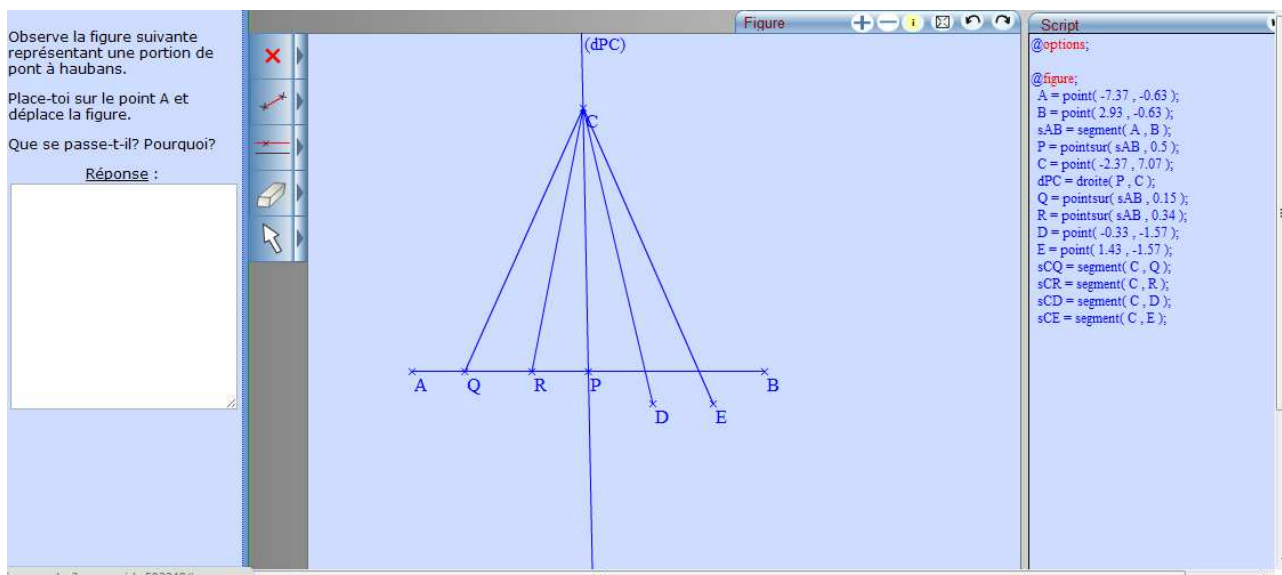 Observe la figure suivante
représentant une portion de
pont à haubans.
Place-toi sur le point A et
déplace la figure.
Que se passe-t-il? Pourquoi?
Réponse :
Figure
(dPC)
C
A
Q
R
P
B
D
E
Script
@options;
@figure;
A = point( -7.37 , -0.63 );
B = point( 2.93 , -0.63 );
sAB = segment( A , B );
P = pointsur( sAB , 0.5 );
C = point( -2.37 , 7.07 );
dPC = droite( P , C );
Q = pointsur( sAB , 0.15 );
R = pointsur( sAB , 0.34 );
D = point( -0.33 , -1.57 );
E = point( 1.43 , -1.57 );
sCQ = segment( C , Q );
sCR = segment( C , R );
sCD = segment( C , D );
sCE = segment( C , E );